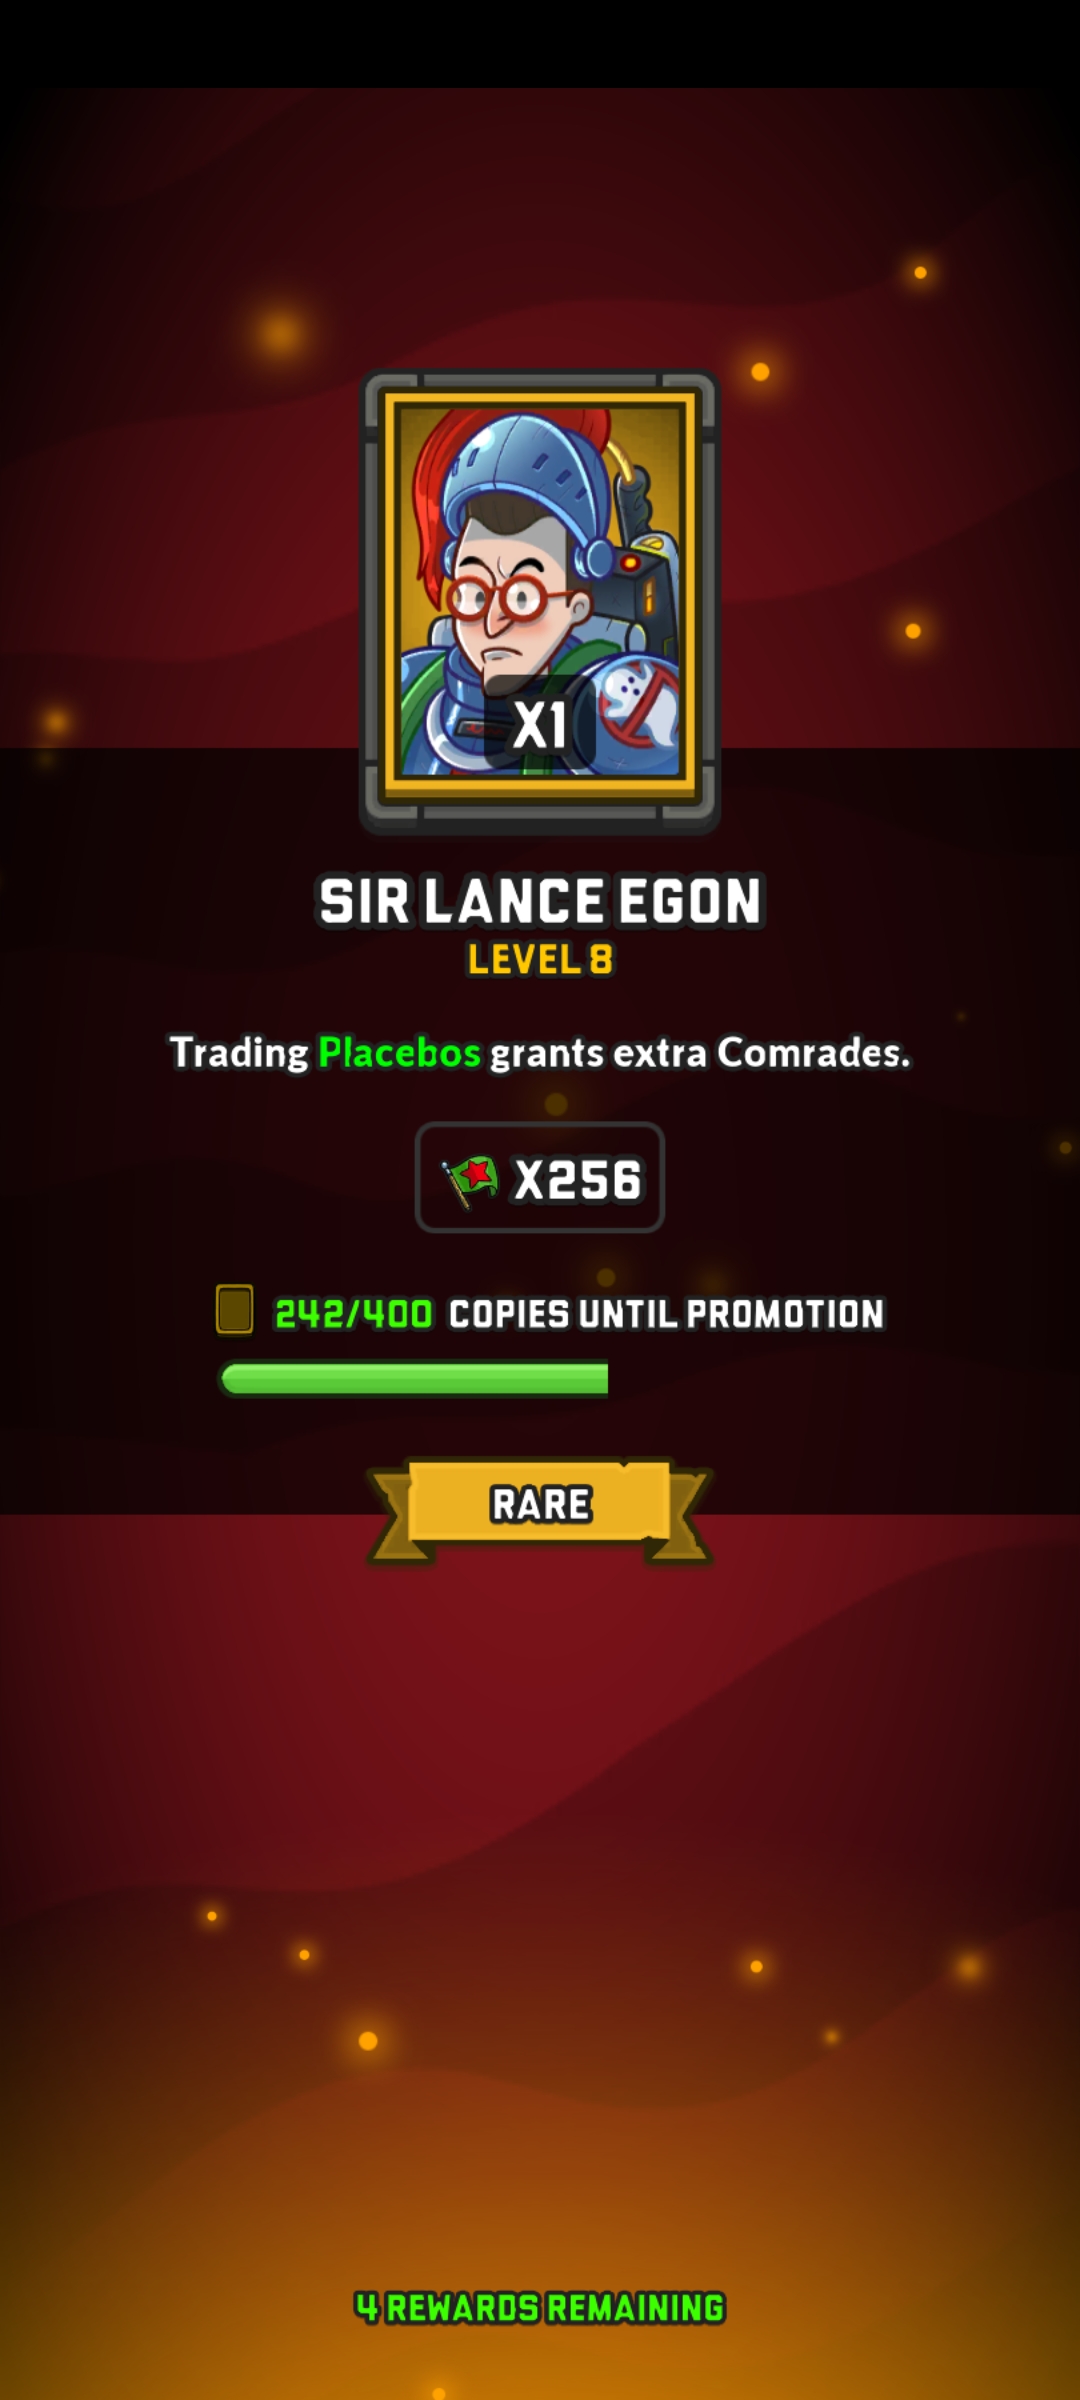 X1
SIR LANCE EGON
LEVEL 8
Trading Placebos grants extra Comrades.
X256
242/400 COPIES UNTIL PROMOTION
RARE
4 REWARDS REMAINING